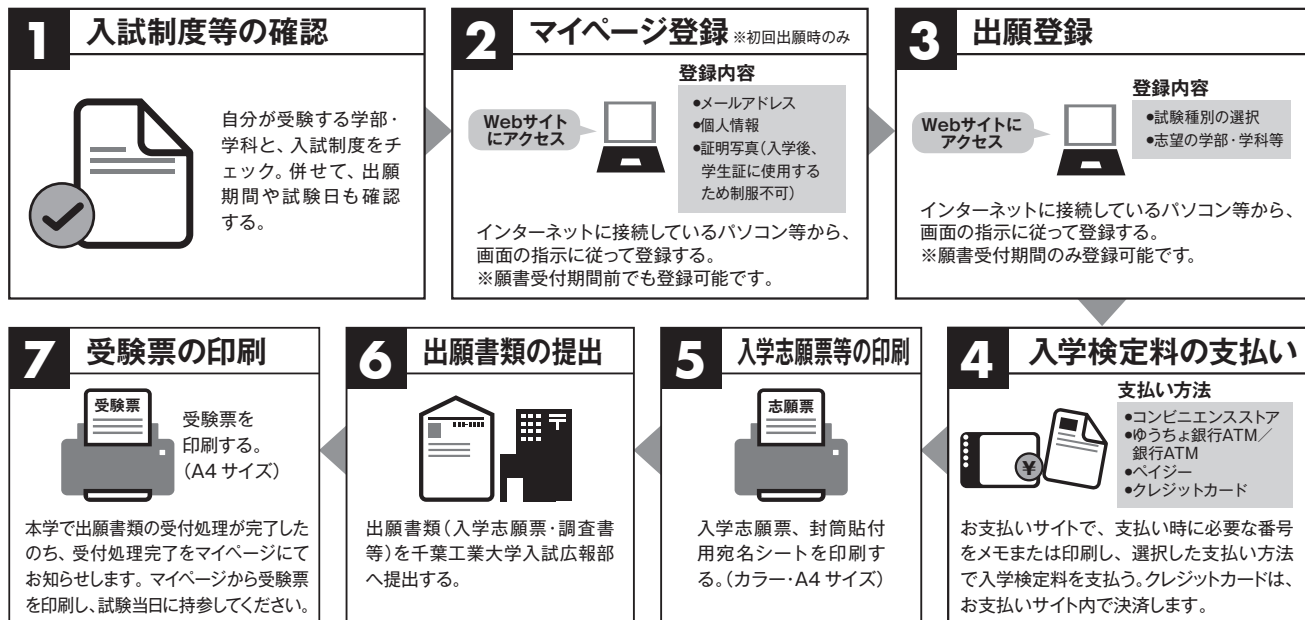 1 入試制度等の確認
自分が受験する学部・
学科と、入試制度をチ
ェック。併せて、出願
期間や試験日も確認
する。
2 マイページ登録 ※初回出願時のみ
Webサイト
にアクセス
登録内容
●メールアドレス
●個人情報
●証明写真(入学後、
学生証に使用する
ため制服不可)
インターネットに接続しているパソコン等から、
画面の指示に従って登録する。
※願書受付期間前でも登録可能です。
3 出願登録
Webサイトに
アクセス
登録内容
●試験種別の選択
●志望の学部・学科等
インターネットに接続しているパソコン等から、
画面の指示に従って登録する。
※願書受付期間のみ登録可能です。
4 入学検定料の支払い
¥
支払い方法
●コンビニエンスストア
●ゆうちょ銀行ATM/
銀行ATM
●ペイジー
●クレジットカード
お支払いサイトで、支払い時に必要な番号
をメモまたは印刷し、選択した支払い方法
で入学検定料を支払う。クレジットカードは、
お支払いサイト内で決済します。
5 入学志願票等の印刷
志願票
入学志願票、封筒貼付
用宛名シートを印刷す
る。(カラー・A4 サイズ)
6 出願書類の提出
〒
出願書類(入学志願票・調査書
等)を千葉工業大学入試広報部
へ提出する。
7 受験票の印刷
受験票
受験票を
印刷する。
(A4 サイズ)
本学で出願書類の受付処理が完了した
のち、受付処理完了をマイページにて
お知らせします。マイページから受験票
を印刷し、試験当日に持参してください。